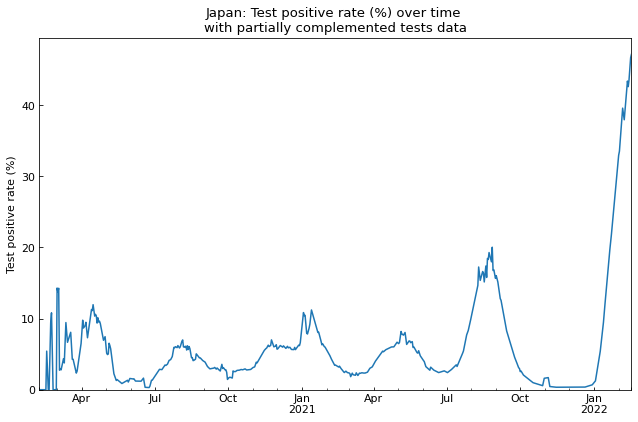 Japan: Test positive rate (%) over time
with partially complemented tests data
Test positive rate (%)
40
30
20
10
0
Apr Jul Oct Jan Apr Jul Oct Jan
2021 2022